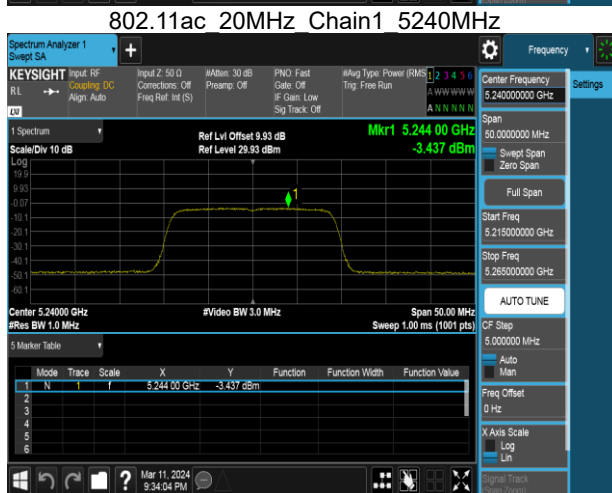 802.11ac_20MHz_Chain1_5240MHz
Spectrum Analyzer 1
Swept SA
+
Frequency
KEYSIGHT
RL
Input: RF
Coupling: DC
Align: Auto
Input Z: 50 Ω
Corrections: Off
Freq Ref: Int (S)
#Atten: 30 dB
Preamp: Off
PNO: Fast
Gate: Off
IF Gain: Low
Sig Track: Off
#Avg Type: Power (RMS
Trig: Free Run
1 2 3 4 5 6
A W W W W W
A N N N N N
Center Frequency
5.240000000 GHz
Settings
Span
50.0000000 MHz
Swept Span
Zero Span
Full Span
Start Freq
5.215000000 GHz
Stop Freq
5.265000000 GHz
AUTO TUNE
CF Step
5.000000 MHz
Auto
Man
Freq Offset
0 Hz
X Axis Scale
Log
Lin
Signal Track
(Span Zoom)
1 Spectrum
Scale/Div 10 dB
Ref Lvl Offset 9.93 dB
Ref Level 29.93 dBm
Mkr1 5.244 00 GHz
-3.437 dBm
Log
19.9
9.93
-0.07
-10.1
-20.1
-30.1
-40.1
-50.1
-60.1
1
Center 5.24000 GHz
#Video BW 3.0 MHz
Span 50.00 MHz
#Res BW 1.0 MHz
Sweep 1.00 ms (1001 pts)
5 Marker Table
Mode Trace Scale X Y Function Function Width Function Value
1 N 1 f 5.244 00 GHz -3.437 dBm
2
3
4
5
6
?
Mar 11, 2024
9:34:04 PM